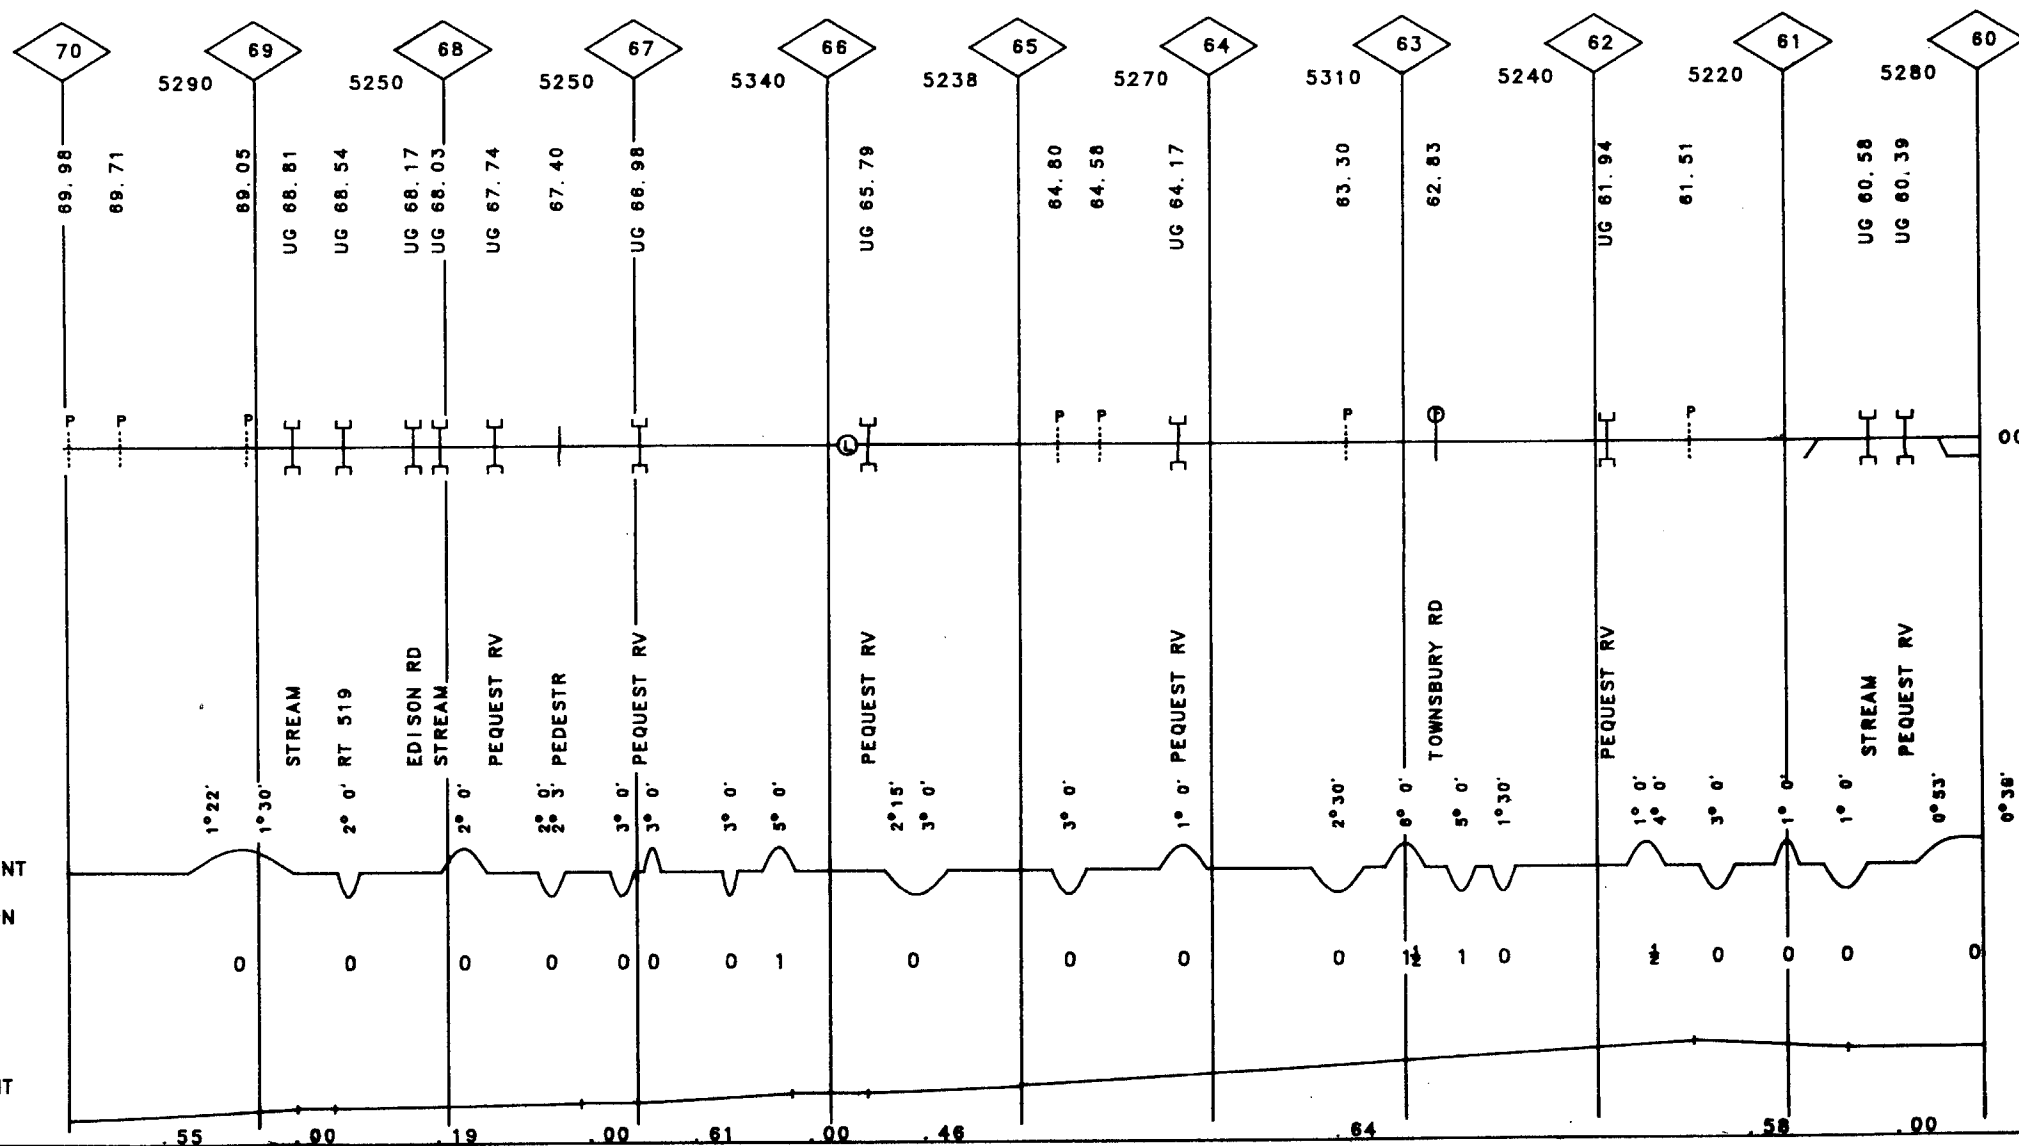 70 69 68 67 66 65 64 63 62 61 60
5290 5250 5250 5340 5238 5270 5310 5240 5220 5280
69.98
69.71
69.05
UG 68.81
UG 68.54
UG 68.17
UG 68.03
UG 67.74
67.40
UG 66.98
UG 65.79
64.80
64.58
UG 64.17
63.30
62.83
UG 61.94
61.51
UG 60.58
UG 60.39
P P P P P P P
L
STREAM
RT 519
EDISON RD
STREAM
PEQUEST RV
PEDESTR
PEQUEST RV
PEQUEST RV
PEQUEST RV
TOWNSBURY RD
PEQUEST RV
STREAM
PEQUEST RV
1°22'
1°30'
2° 0'
2° 0'
2° 0'
2° 3'
3° 0'
3° 0'
3° 0'
5° 0'
2°15'
3° 0'
3° 0'
1° 0'
2°30'
6° 0'
5° 0'
1°30'
1° 0'
4° 0'
3° 0'
1° 0'
1° 0'
0°53'
0°36'
NT
N
0 0 0 0 0 0 0 1 0 0 0 0 1½ 1 0 ½ 0 0 0 0
IT
.55 .00 .19 .00 .61 .00 .46 .64 .58 .00